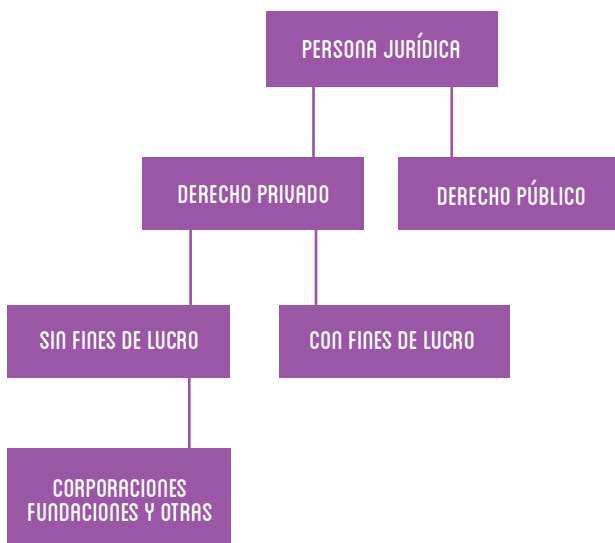 PERSONA JURÍDICA
DERECHO PRIVADO
DERECHO PÚBLICO
SIN FINES DE LUCRO
CON FINES DE LUCRO
CORPORACIONES
FUNDACIONES Y OTRAS